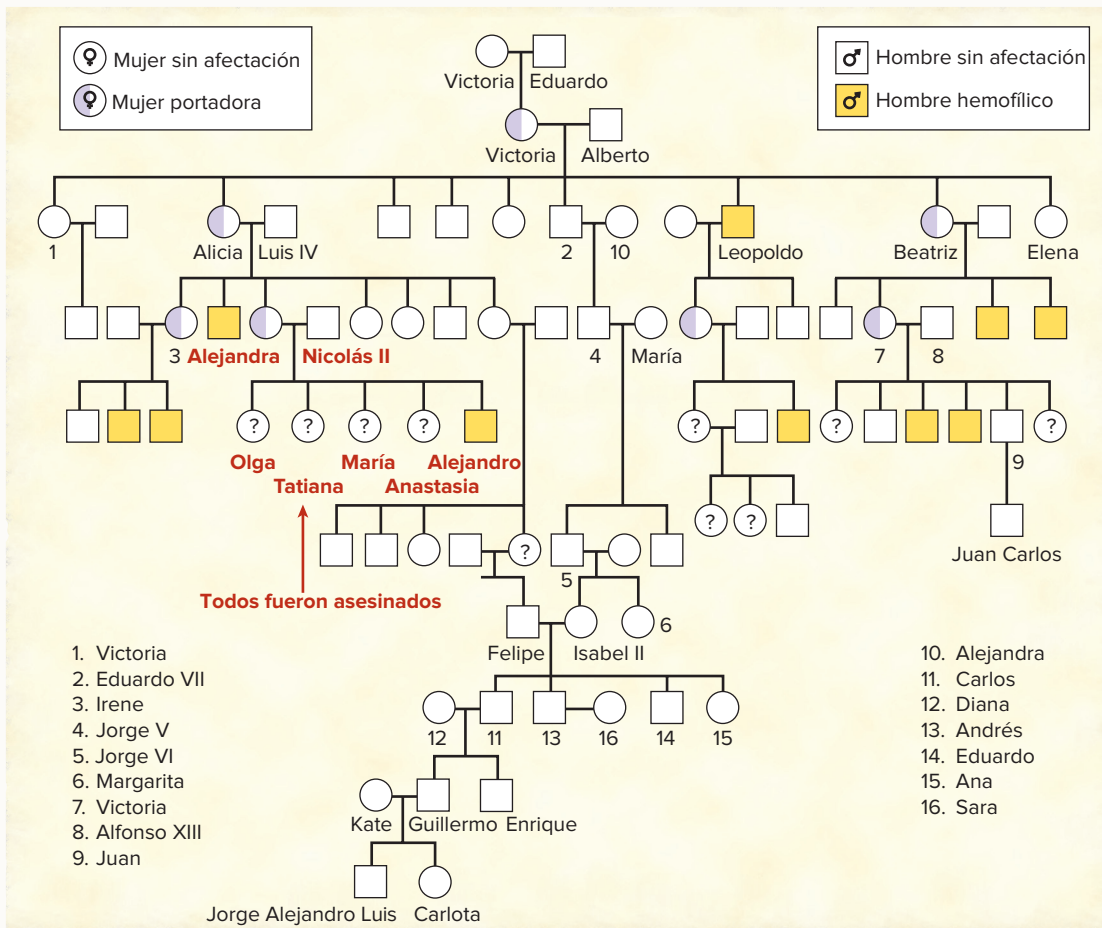 ♀ Mujer sin afectación
♀ Mujer portadora
♂ Hombre sin afectación
♂ Hombre hemofílico
Victoria Eduardo
Victoria Alberto
1 Alicia Luis IV 2 10 Leopoldo Beatriz Elena
3 Alejandra Nicolás II 4 María 7 8
? ? ? ? ? ? ?
Olga María Alejandro 9
Tatiana Anastasia
? ?
? Juan Carlos
5
Todos fueron asesinados
6
Felipe Isabel II
12 11 13 16 14 15
Kate Guillermo Enrique
Jorge Alejandro Luis Carlota
1. Victoria
2. Eduardo VII
3. Irene
4. Jorge V
5. Jorge VI
6. Margarita
7. Victoria
8. Alfonso XIII
9. Juan
10. Alejandra
11. Carlos
12. Diana
13. Andrés
14. Eduardo
15. Ana
16. Sara